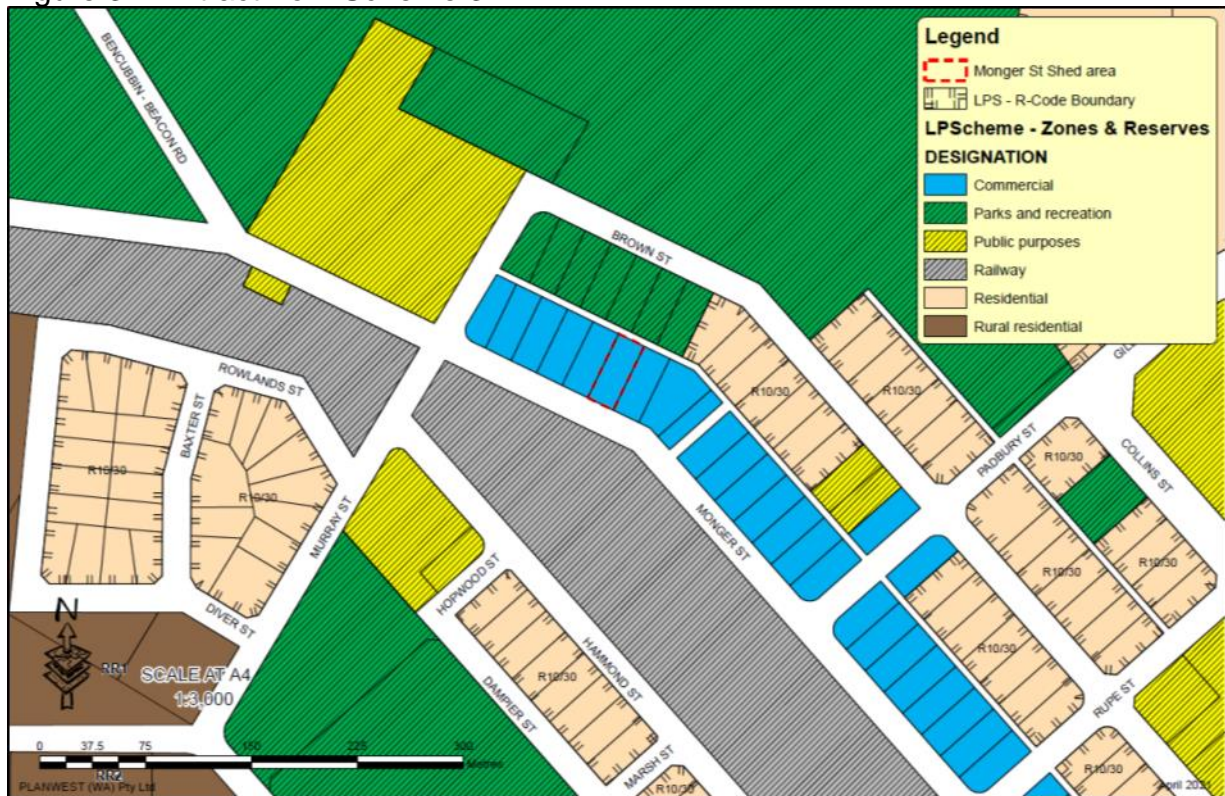 BENCUBBIN - BEACON RD
Legend
Monger St Shed area
LPS - R-Code Boundary
LPScheme - Zones & Reserves
DESIGNATION
Commercial
Parks and recreation
Public purposes
Railway
Residential
Rural residential
BROWN ST
ROWLANDS ST
BAXTER ST
R10/30
R10/30
MURRAY ST
DIVER ST
R10/30
R10/30
PADBURY ST
COLLINS ST
R10/30
MONGER ST
HOPWOOD ST
R10/30
R10/30
R10/30
HAMMOND ST
DAMPIER ST
R10/30
RUPE ST
MARSH ST
R10/30
R10/30
N
RR1
SCALE AT A4
1:3,000
0 37.5 75 150 225 300
Metres
RR2
PLANWEST (WA) Pty Ltd